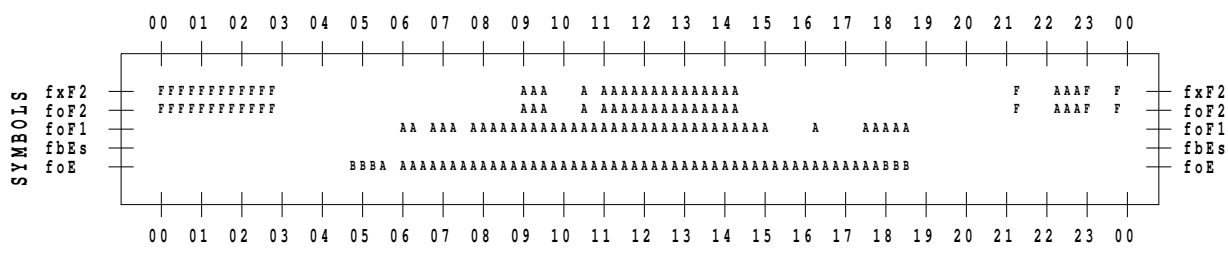 00 01 02 03 04 05 06 07 08 09 10 11 12 13 14 15 16 17 18 19 20 21 22 23 00
SYMBOLS
fxF2 FFFFFFFFFFFF AAA A AAAAAAAAAAAAAA F AAAF F fxF2
foF2 FFFFFFFFFFFF AAA A AAAAAAAAAAAAAA F AAAF F foF2
foF1 AA AAA AAAAAAAAAAAAAAAAAAAAAAAAAAAAAA A AAAAA foF1
fbEs fbEs
foE BBBA AAAAAAAAAAAAAAAAAAAAAAAAAAAAAAAAAAAAAAAAAAAAAAAABBB foE
00 01 02 03 04 05 06 07 08 09 10 11 12 13 14 15 16 17 18 19 20 21 22 23 00